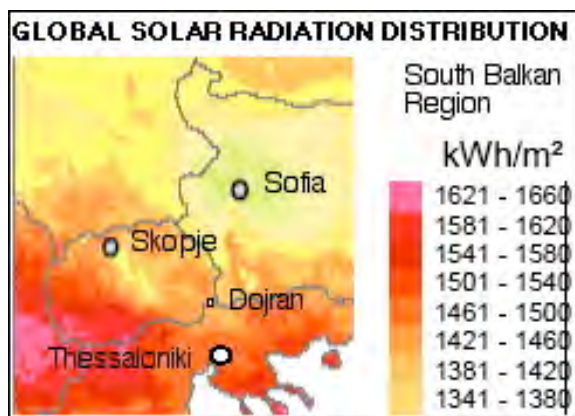 GLOBAL SOLAR RADIATION DISTRIBUTION
South Balkan
Region
kWh/m²
1621 - 1660
1581 - 1620
1541 - 1580
1501 - 1540
1461 - 1500
1421 - 1460
1381 - 1420
1341 - 1380
Sofia
Skopje
Dojran
Thessaloniki